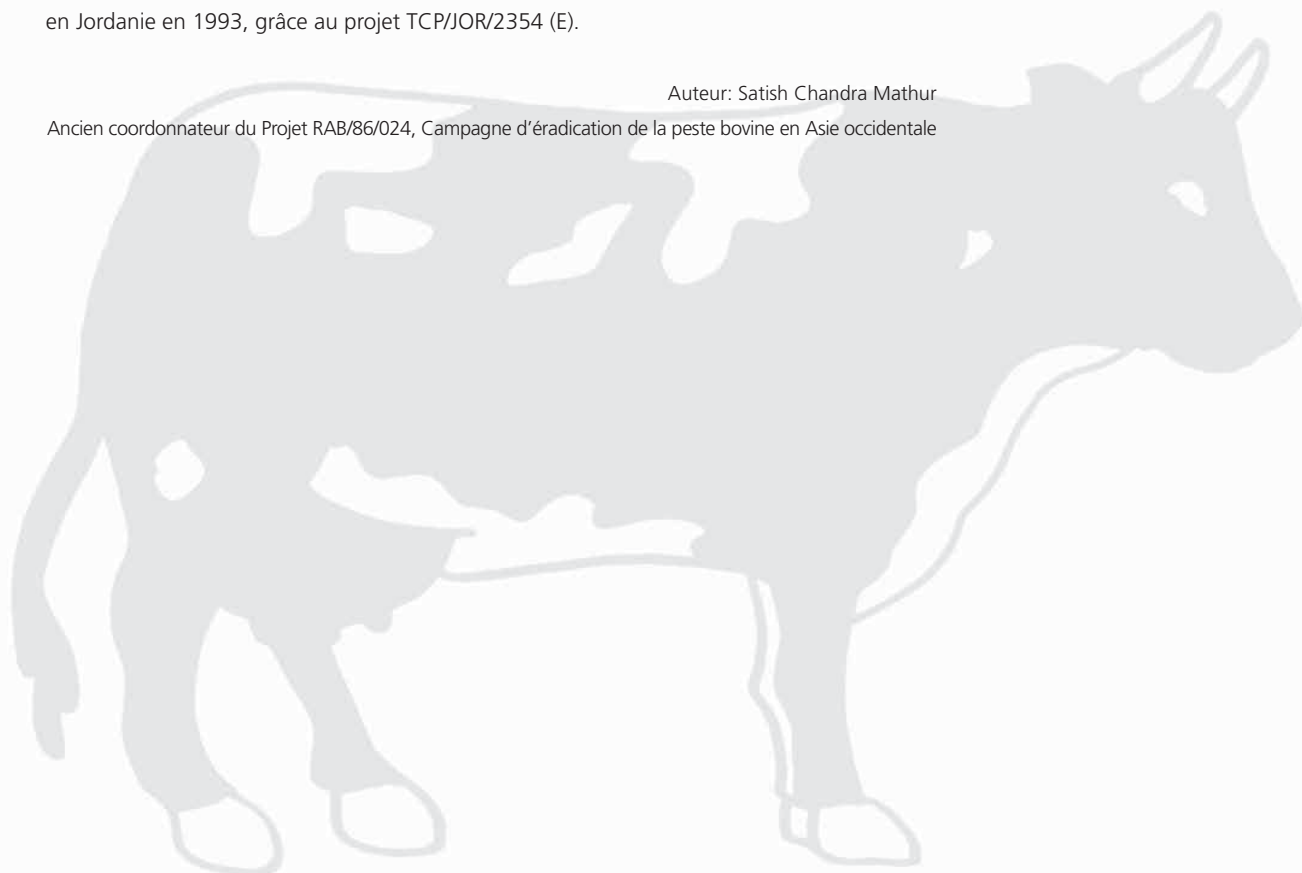 en Jordanie en 1993, grâce au projet TCP/JOR/2354 (E).
Auteur: Satish Chandra Mathur
Ancien coordonnateur du Projet RAB/86/024, Campagne d'éradication de la peste bovine en Asie occidentale